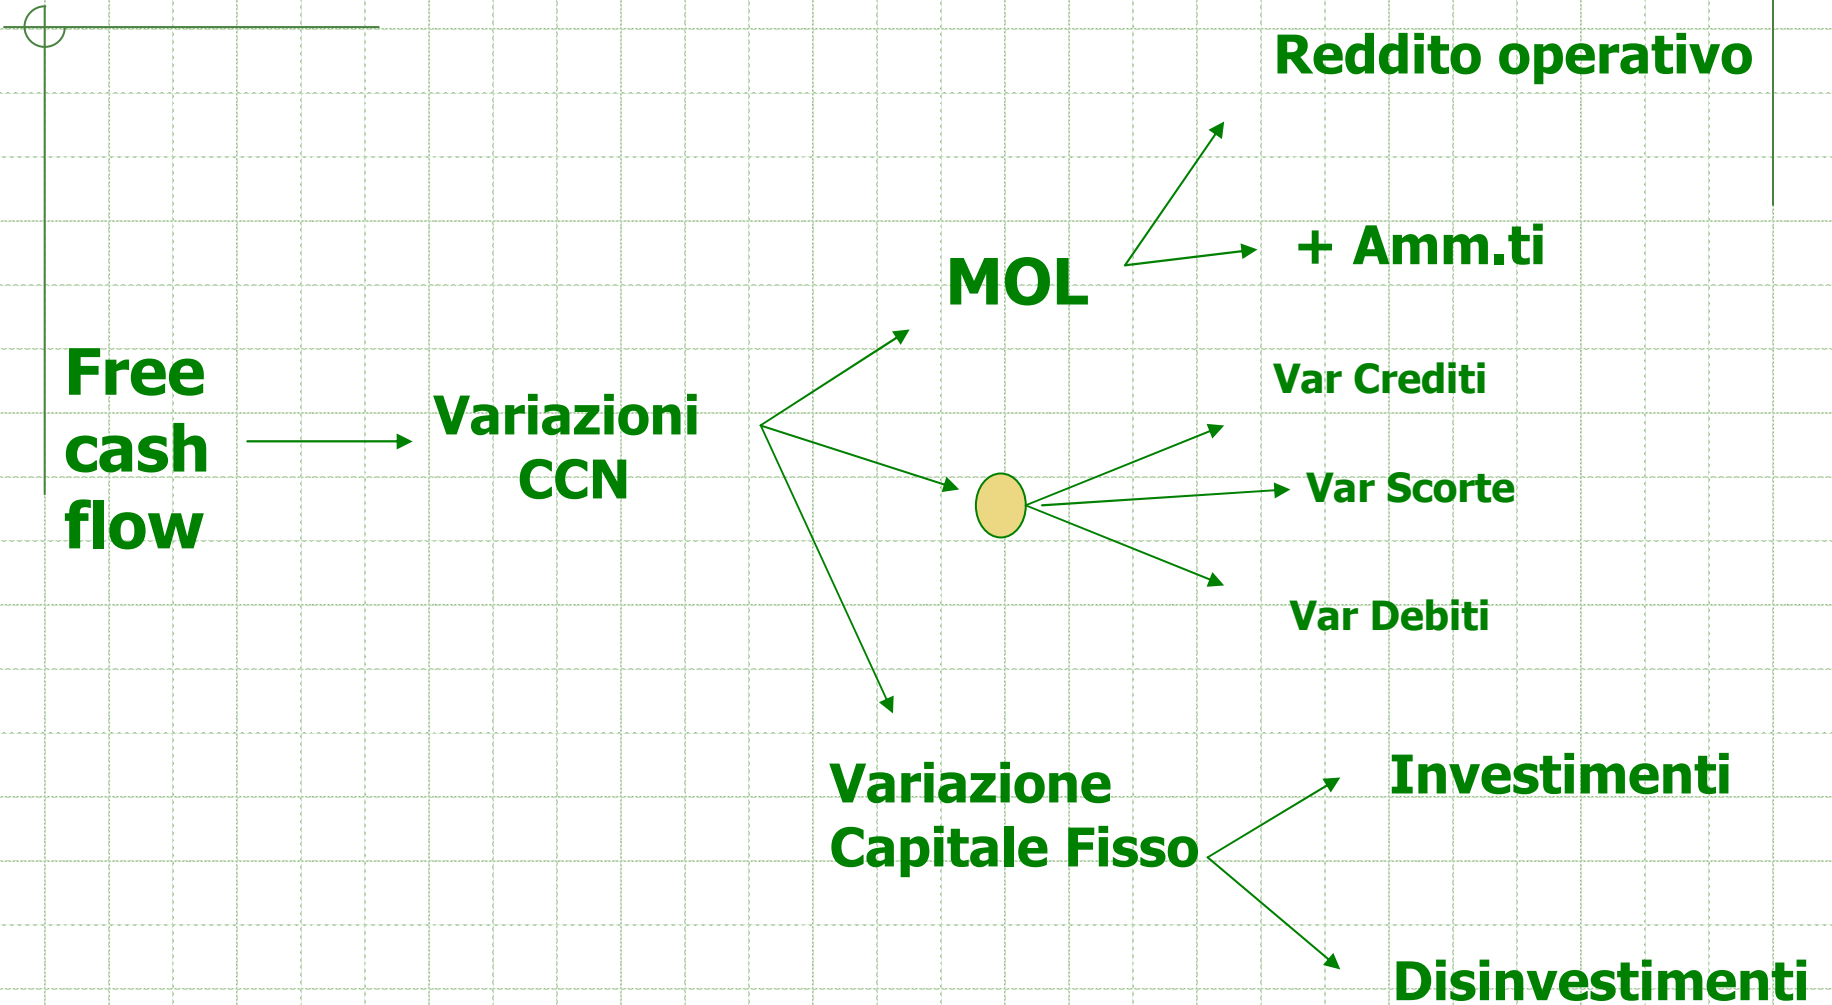 Reddito operativo
+ Amm.ti
MOL
Free
cash
flow
Variazioni
CCN
Var Crediti
Var Scorte
Var Debiti
Variazione
Capitale Fisso
Investimenti
Disinvestimenti